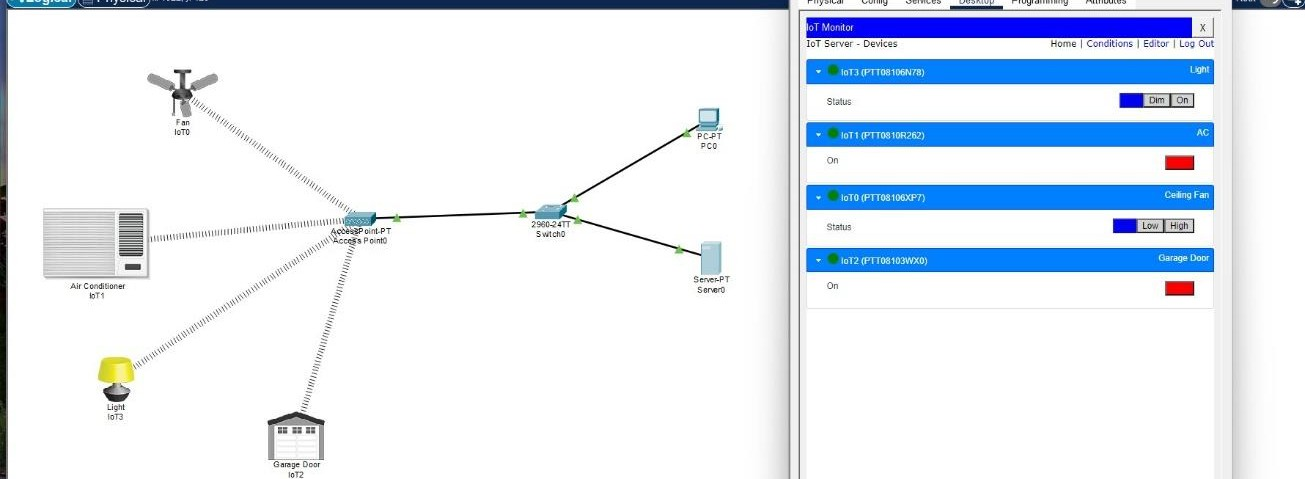 Logical
Physical
Fan
IoT0
Air Conditioner
IoT1
Light
IoT3
Garage Door
IoT2
AccessPoint-PT
Access Point0
2960-24TT
Switch0
PC-PT
PC0
Server-PT
Server0
Physical Config Services Desktop Programming Attributes
IoT Monitor X
IoT Server - Devices Home | Conditions | Editor | Log Out
IoT3 (PTT08106N78) Light
Status Dim On
IoT1 (PTT0810R262) AC
On
IoT0 (PTT08106XP7) Ceiling Fan
Status Low High
IoT2 (PTT08103WX0) Garage Door
On